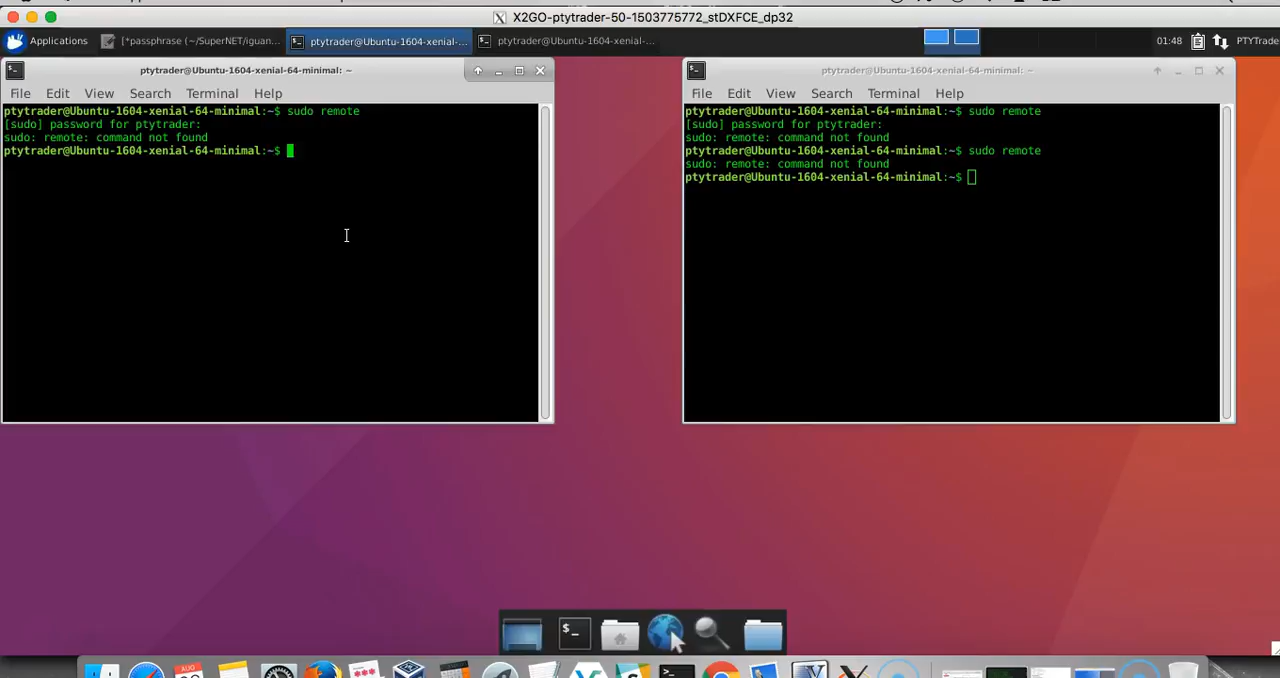 X2GO-ptytrader-50-1503775772_stDXFCE_dp32
Applications
[*passphrase (~/SuperNET/iguan...
ptytrader@Ubuntu-1604-xenial-64-...
ptytrader@Ubuntu-1604-xenial-64-...
01:48
PTYTrade
ptytrader@Ubuntu-1604-xenial-64-minimal: ~
File Edit View Search Terminal Help
ptytrader@Ubuntu-1604-xenial-64-minimal:~$ sudo remote
[sudo] password for ptytrader:
sudo: remote: command not found
ptytrader@Ubuntu-1604-xenial-64-minimal:~$
ptytrader@Ubuntu-1604-xenial-64-minimal: ~
File Edit View Search Terminal Help
ptytrader@Ubuntu-1604-xenial-64-minimal:~$ sudo remote
[sudo] password for ptytrader:
sudo: remote: command not found
ptytrader@Ubuntu-1604-xenial-64-minimal:~$ sudo remote
sudo: remote: command not found
ptytrader@Ubuntu-1604-xenial-64-minimal:~$
$_
AUG